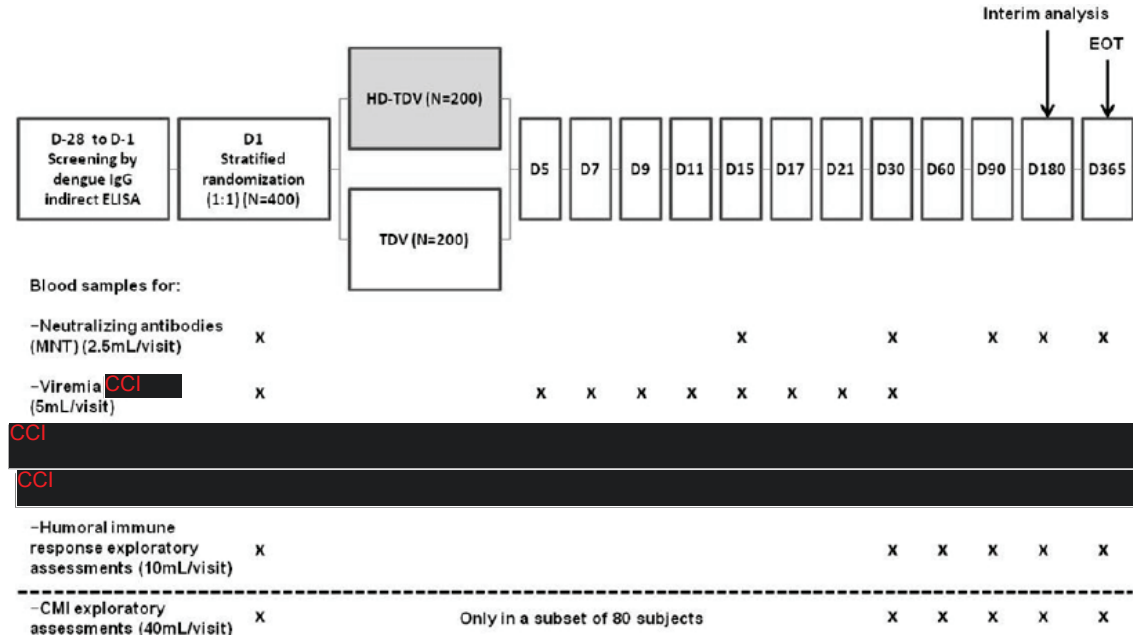 Interim analysis
EOT
D-28 to D-1
Screening by
dengue IgG
indirect ELISA
D1
Stratified
randomization
(1:1) (N=400)
HD-TDV (N=200)
TDV (N=200)
D5
D7
D9
D11
D15
D17
D21
D30
D60
D90
D180
D365
Blood samples for:
–Neutralizing antibodies
(MNT) (2.5mL/visit) x x x x x x
–Viremia CCI
(5mL/visit) x x x x x x x x x
CCI
CCI
–Humoral immune
response exploratory
assessments (10mL/visit) x x x x x x
–CMI exploratory
assessments (40mL/visit) x Only in a subset of 80 subjects x x x x x